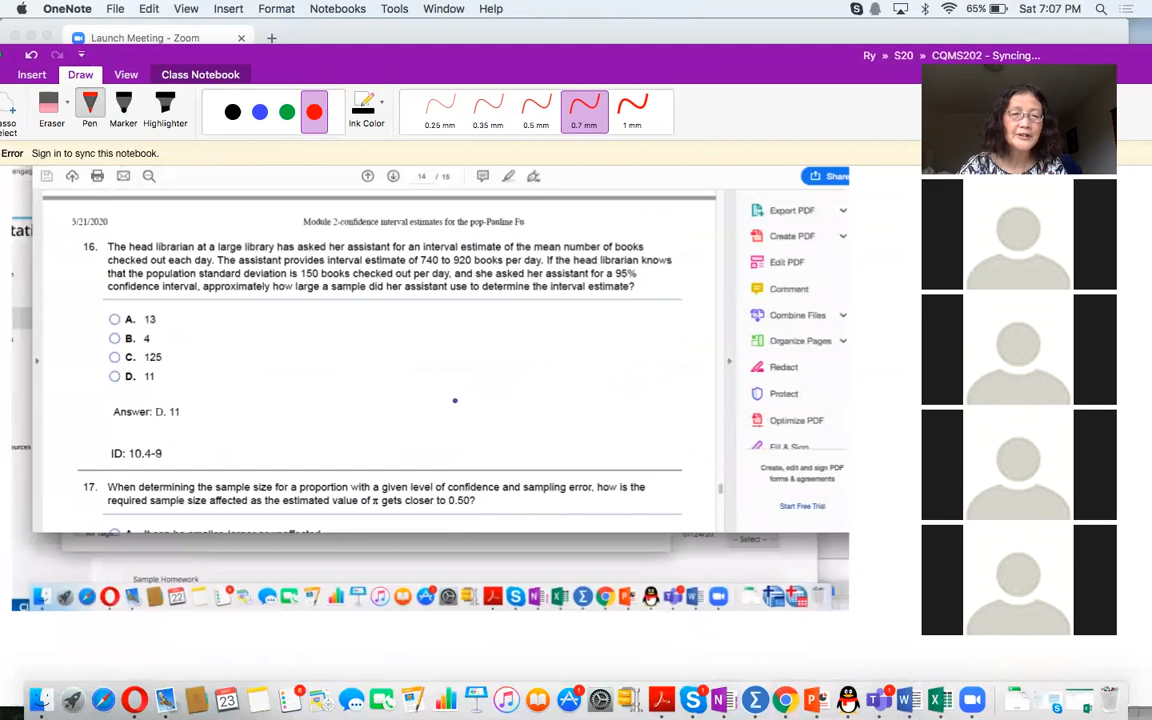 OneNote File Edit View Insert Format Notebooks Tools Window Help 65% Sat 7:07 PM
Launch Meeting - Zoom
Ry » S20 » CQMS202 - Syncing...
Insert Draw View Class Notebook
Eraser Pen Marker Highlighter Ink Color 0.25 mm 0.35 mm 0.5 mm 0.7 mm 1 mm
Error Sign in to sync this notebook.
14 / 15
Share
5/21/2020 Module 2-confidence interval estimates for the pop-Pauline Fu
16. The head librarian at a large library has asked her assistant for an interval estimate of the mean number of books
checked out each day. The assistant provides interval estimate of 740 to 920 books per day. If the head librarian knows
that the population standard deviation is 150 books checked out per day, and she asked her assistant for a 95%
confidence interval, approximately how large a sample did her assistant use to determine the interval estimate?
A. 13
B. 4
C. 125
D. 11
Answer: D. 11
ID: 10.4-9
17. When determining the sample size for a proportion with a given level of confidence and sampling error, how is the
required sample size affected as the estimated value of π gets closer to 0.50?
Export PDF
Create PDF
Edit PDF
Comment
Combine Files
Organize Pages
Redact
Protect
Optimize PDF
Fill & Sign
Create, edit and sign PDF
forms & agreements
Start Free Trial
- Select -
Sample Homework